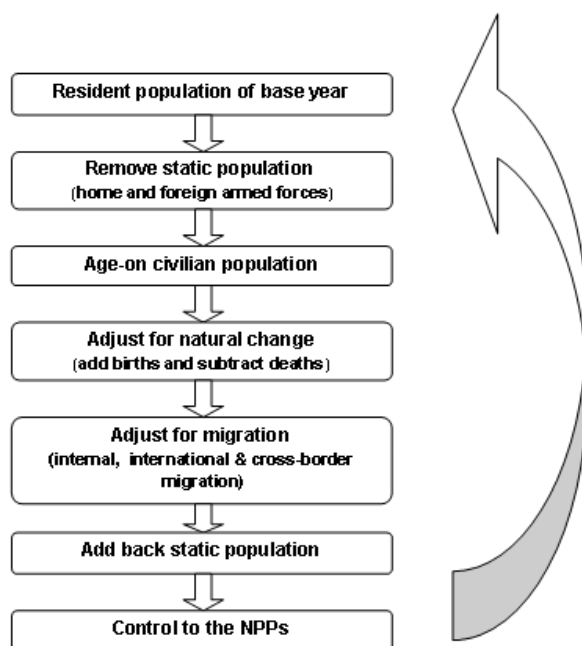 Resident population of base year
Remove static population
(home and foreign armed forces)
Age-on civilian population
Adjust for natural change
(add births and subtract deaths)
Adjust for migration
(internal, international & cross-border
migration)
Add back static population
Control to the NPPs